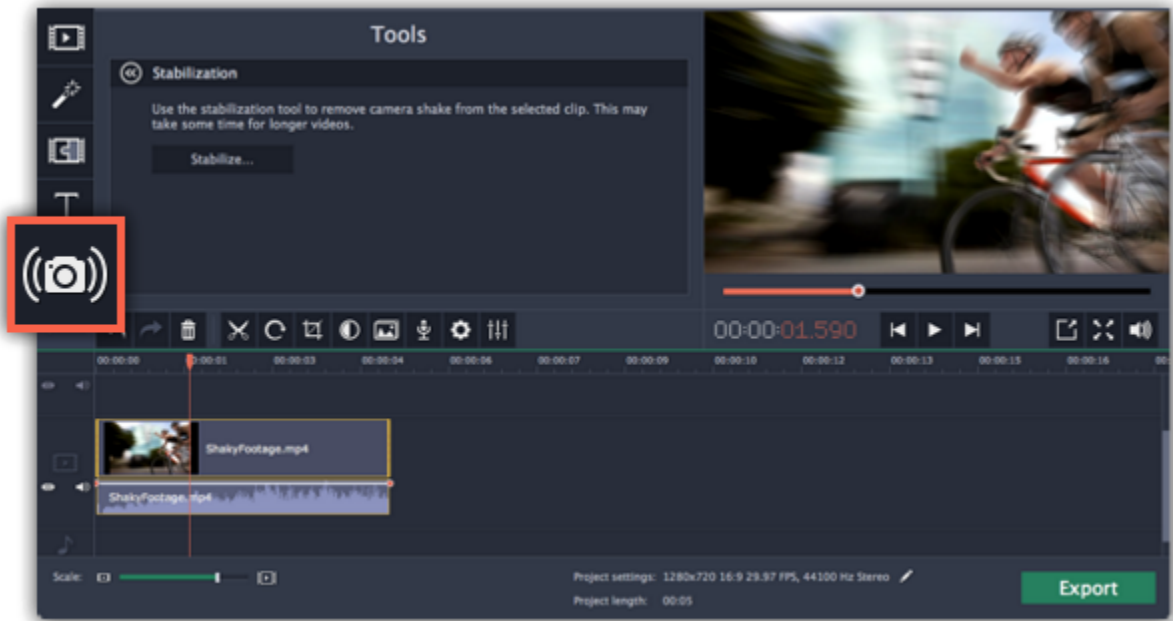 Tools
Stabilization
Use the stabilization tool to remove camera shake from the selected clip. This may
take some time for longer videos.
Stabilize...
T
00:00:01.590
00:00:00 00:00:01 00:00:03 00:00:04 00:00:06 00:00:07 00:00:09 00:00:10 00:00:12 00:00:13 00:00:15 00:00:16 00
ShakyFootage.mp4
ShakyFootage.mp4
Scale:
Project settings: 1280x720 16:9 29.97 FPS, 44100 Hz Stereo
Project length: 00:05
Export